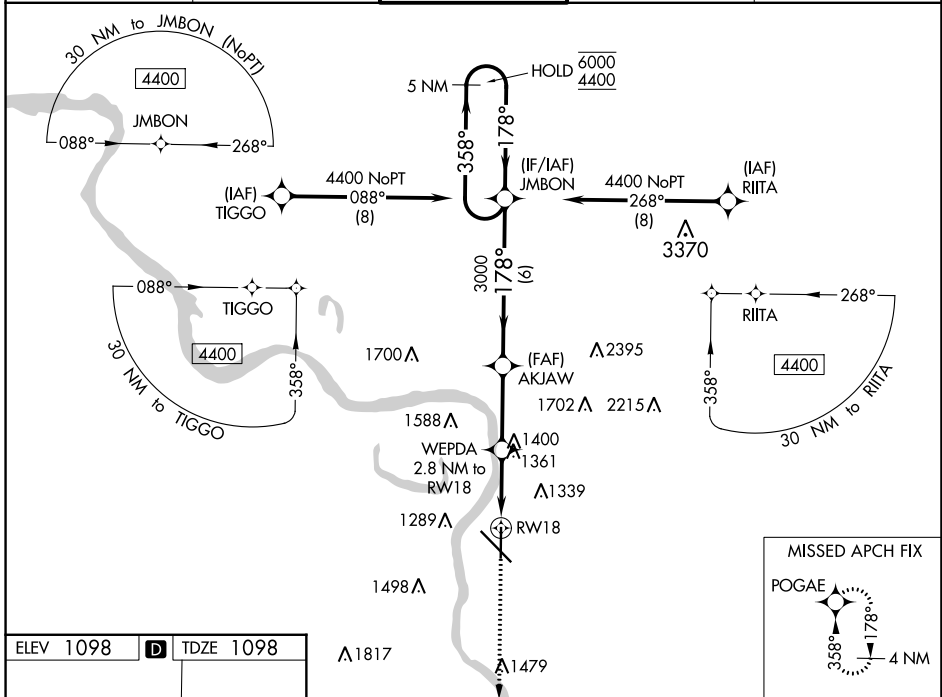 30 NM to JMBON (NoPT)
4400
JMBON
088°
268°
5 NM
HOLD
6000
4400
358°
178°
(IF/IAF)
JMBON
(IAF)
TIGGO
4400 NoPT
088°
(8)
4400 NoPT
268°
(8)
(IAF)
RIITA
3370
3000
178°
(6)
088°
TIGGO
4400
358°
30 NM to TIGGO
268°
RIITA
4400
358°
30 NM to RIITA
1700
(FAF)
AKJAW
2395
1702
2215
1588
WEPDA
2.8 NM to
RW18
1400
1361
1339
1289
RW18
1498
MISSED APCH FIX
POGAE
358°
178°
4 NM
ELEV 1098 D TDZE 1098
1817
1479